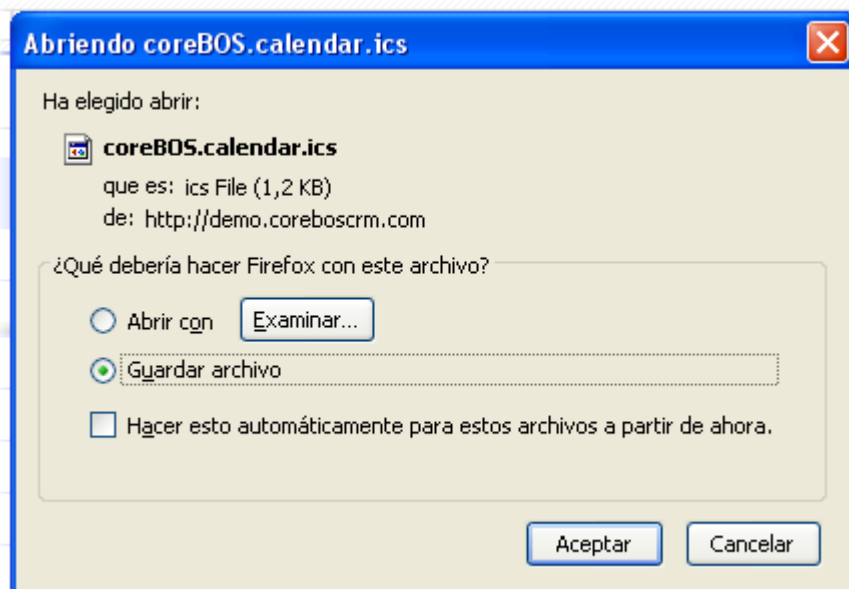 Abriendo coreBOS.calendar.ics
Ha elegido abrir:
coreBOS.calendar.ics
que es: ics File (1,2 KB)
de: http://demo.coreboscrm.com
¿Qué debería hacer Firefox con este archivo?
Abrir con Examinar...
Guardar archivo
Hacer esto automáticamente para estos archivos a partir de ahora.
Aceptar Cancelar